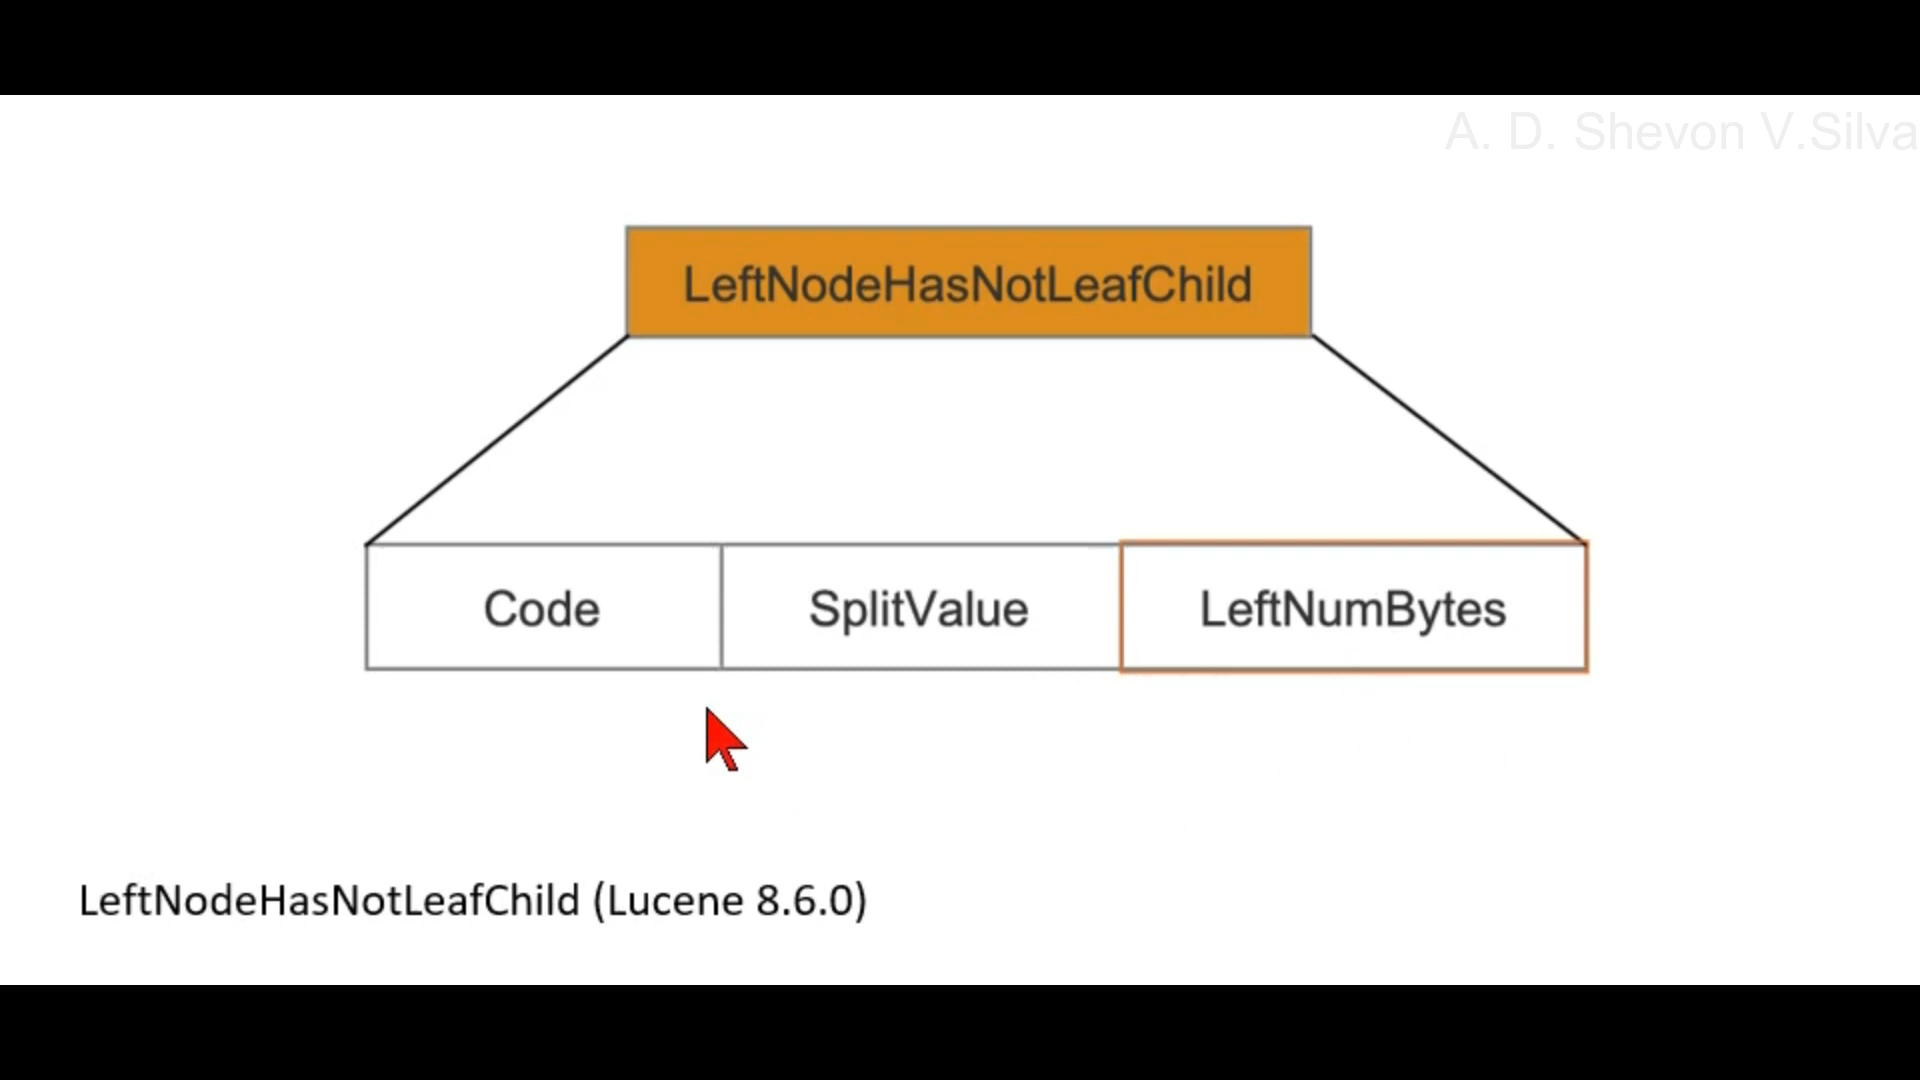 A. D. Shevon V.Silva
LeftNodeHasNotLeafChild
Code SplitValue LeftNumBytes
LeftNodeHasNotLeafChild (Lucene 8.6.0)